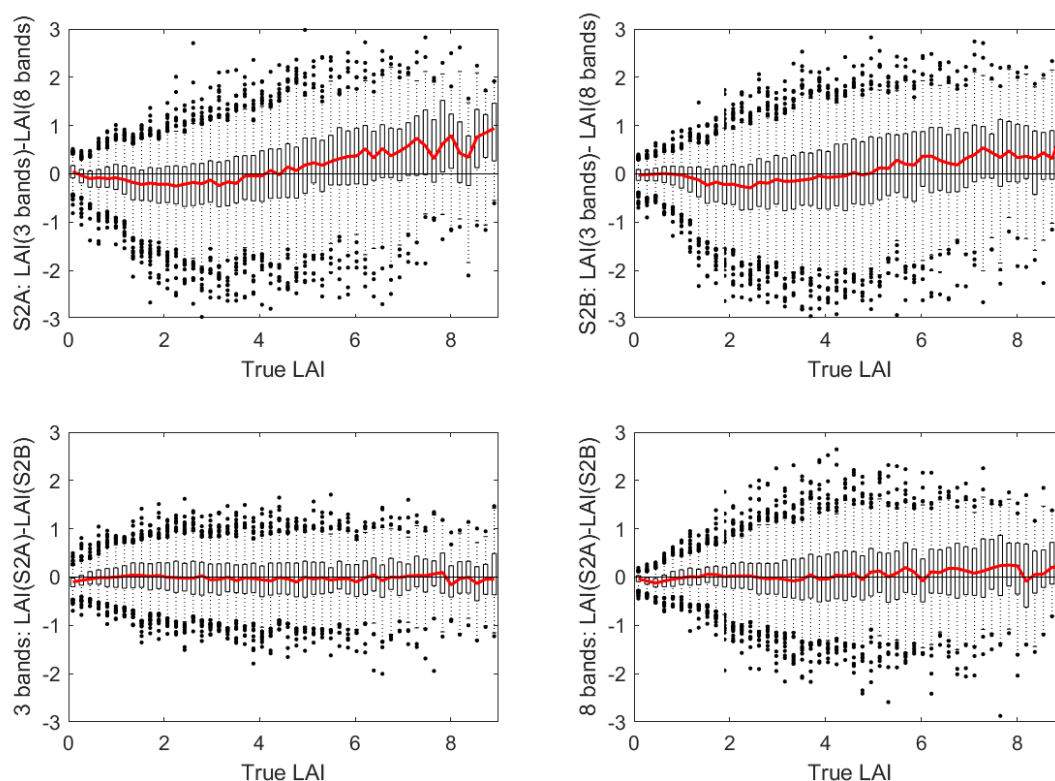 S2A: LAI(3 bands)-LAI(8 bands)
3
2
1
0
-1
-2
-3
0 2 4 6 8
True LAI
S2B: LAI(3 bands)- LAI(8 bands)
3
2
1
0
-1
-2
-3
0 2 4 6 8
True LAI
3 bands: LAI(S2A)-LAI(S2B)
3
2
1
0
-1
-2
-3
0 2 4 6 8
True LAI
8 bands: LAI(S2A)-LAI(S2B)
3
2
1
0
-1
-2
-3
0 2 4 6 8
True LAI